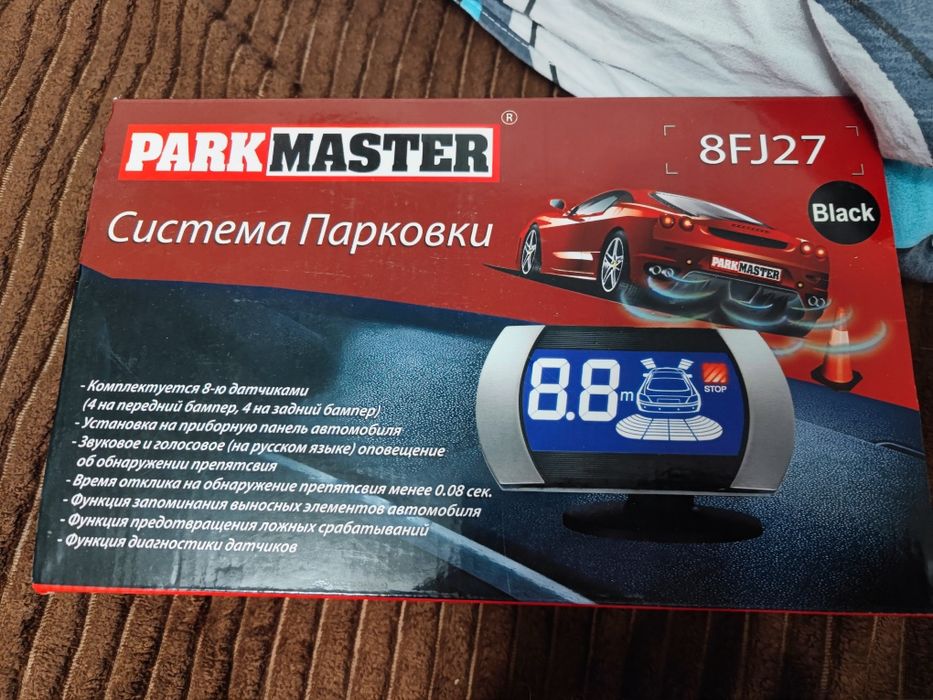 PARKMASTER ®
8FJ27
Black
Система Парковки
PARKMASTER
8.8 m
STOP
- Комплектуется 8-ю датчиками
(4 на передний бампер, 4 на задний бампер)
- Установка на приборную панель автомобиля
- Звуковое и голосовое (на русском языке) оповещение
об обнаружении препятсвия
- Время отклика на обнаружение препятсвия менее 0.08 сек.
- Функция запоминания выносных элементов автомобиля
- Функция предотвращения ложных срабатываний
- Функция диагностики датчиков